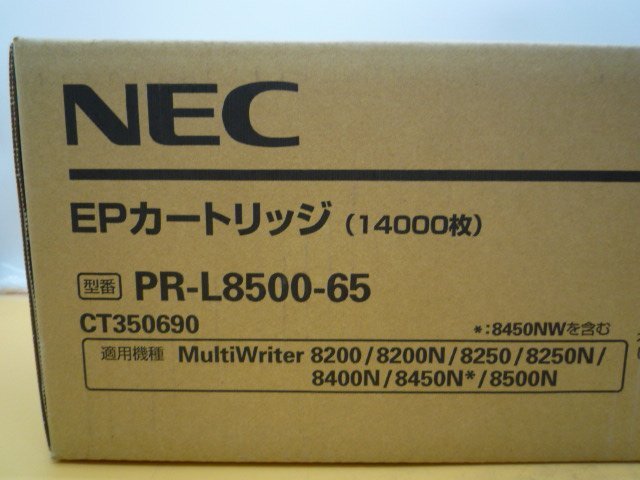 NEC
EPカートリッジ（14000枚）
型番 PR-L8500-65
CT350690
*:8450NWを含む
適用機種 MultiWriter 8200/8200N/8250/8250N/
8400N/8450N*/8500N